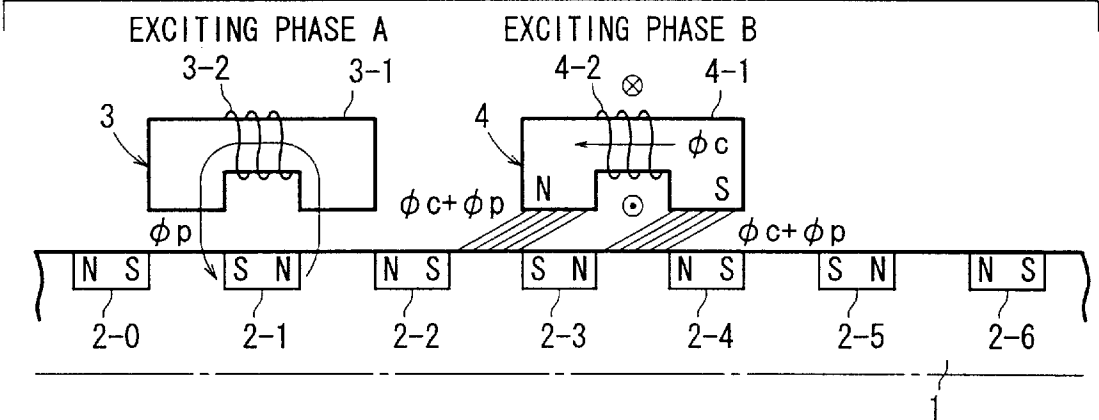 EXCITING PHASE A EXCITING PHASE B
3-2 3-1 4-2 ⊗ 4-1
3 4 ϕc
N S
ϕc+ϕp ⊙
ϕp ϕc+ϕp
N S S N N S S N N S S N N S
2-0 2-1 2-2 2-3 2-4 2-5 2-6
1